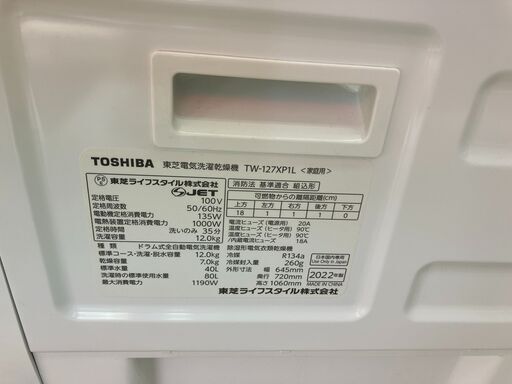 TOSHIBA 東芝電気洗濯乾燥機 TW-127XP1L <家庭用>
PS E 東芝ライフスタイル株式会社
JET
定格電圧 100V
定格周波数 50/60Hz
電動機定格消費電力 135W
電熱装置定格消費電力 1000W
定格時間 洗いのみ 35分
洗濯容量 12.0kg
種類 ドラム式全自動電気洗濯機
標準コース・洗濯・脱水容量 12.0kg
乾燥容量 7.0kg
標準水量 40L
洗濯時の標準使用水量 80L
最大消費電力 1190W
消防法 基準適合 組込形
可燃物からの離隔距離(cm)
上方 左方 右方 前方 後方 下方
18 1 1 1 0
電流ヒューズ(電源用) 20A
温度ヒューズ(ヒータ用) 90℃
温度ヒューズ(ヒータ用) 90℃
/内蔵電流ヒューズ 18A
除湿形電気衣類乾燥機
冷媒 R134a
冷媒封入量 260g
外形寸法 幅 645mm
奥行 720mm
高さ 1060mm
日本国内専用
Use Only in Japan
2022年製
MADE IN CHINA
東芝ライフスタイル株式会社